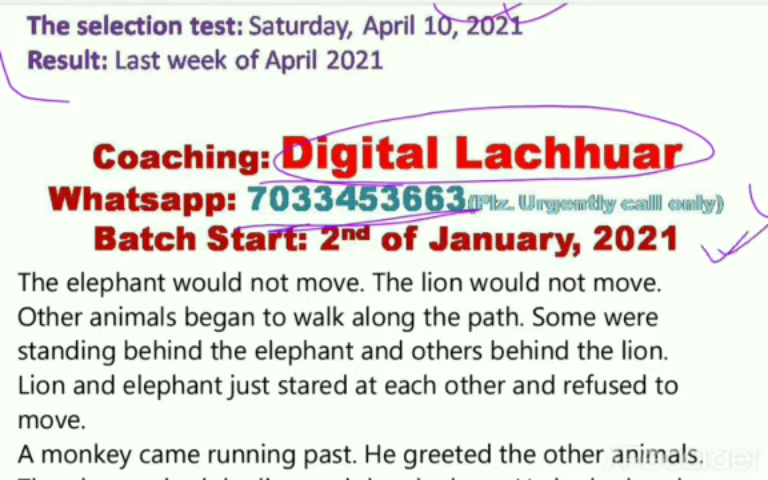 The selection test: Saturday, April 10, 2021
Result: Last week of April 2021
Coaching: Digital Lachhuar
Whatsapp: 7033453663(Plz. Urgently calll only)
Batch Start: 2nd of January, 2021
The elephant would not move. The lion would not move.
Other animals began to walk along the path. Some were
standing behind the elephant and others behind the lion.
Lion and elephant just stared at each other and refused to
move.
A monkey came running past. He greeted the other animals.